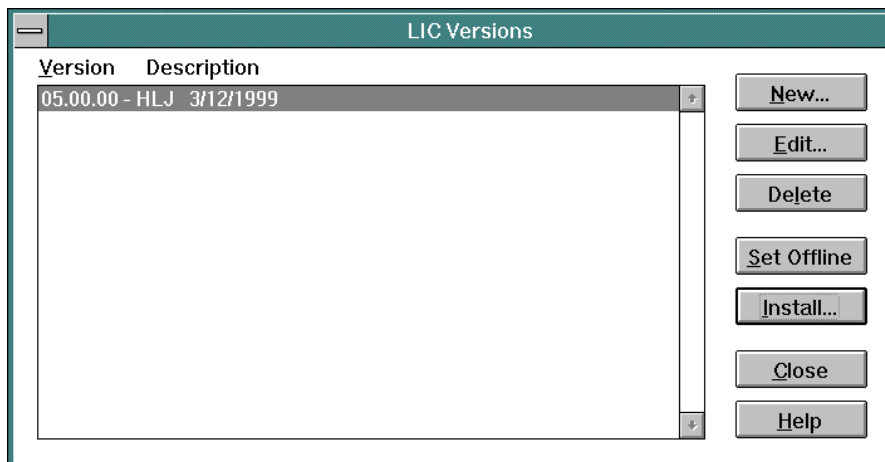 LIC Versions
Version Description
05.00.00 - HLJ 3/12/1999
New...
Edit...
Delete
Set Offline
Install...
Close
Help